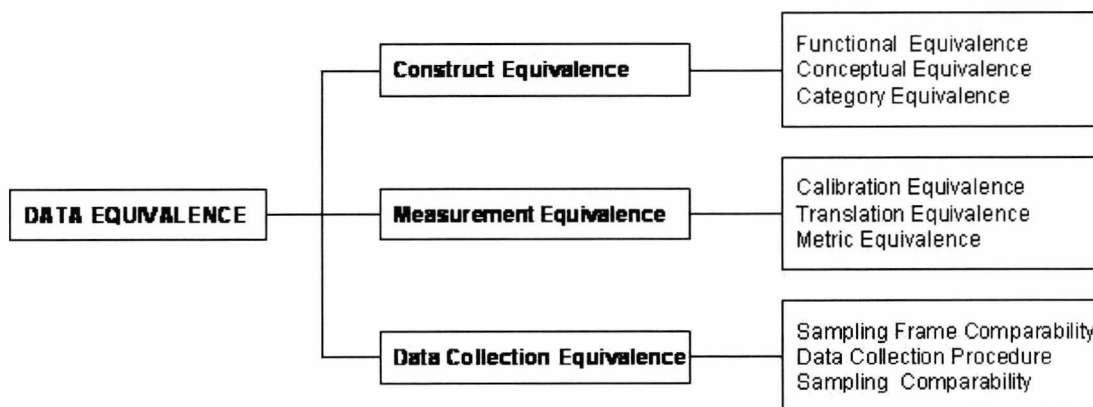 DATA EQUIVALENCE
Construct Equivalence
Functional Equivalence
Conceptual Equivalence
Category Equivalence
Measurement Equivalence
Calibration Equivalence
Translation Equivalence
Metric Equivalence
Data Collection Equivalence
Sampling Frame Comparability
Data Collection Procedure
Sampling Comparability